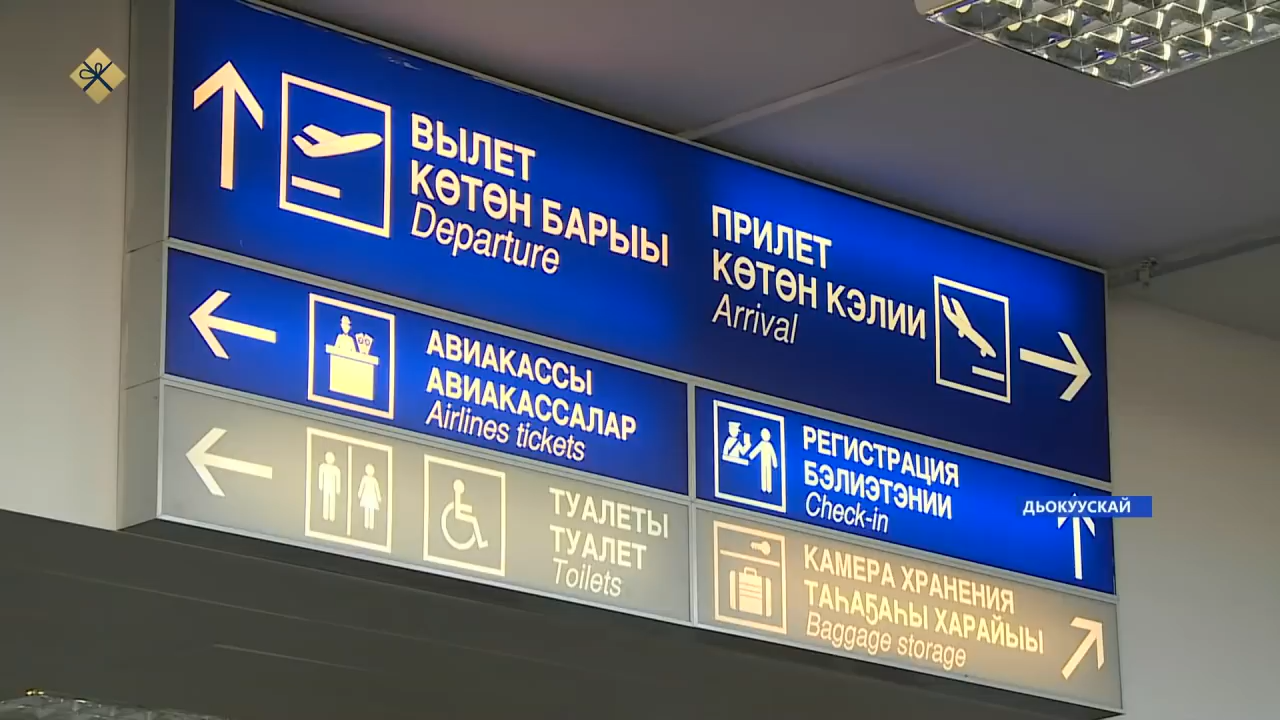 ВЫЛЕТ
КӨТӨН БАРЫЫ
Departure
ПРИЛЕТ
КӨТӨН КЭЛИИ
Arrival
АВИАКАССЫ
АВИАКАССАЛАР
Airlines tickets
РЕГИСТРАЦИЯ
БЭЛИЭТЭНИИ
Check-in
ДЬОКУУСКАЙ
ТУАЛЕТЫ
ТУАЛЕТ
Toilets
КАМЕРА ХРАНЕНИЯ
ТАҺАҔАҺЫ ХАРАЙЫЫ
Baggage storage